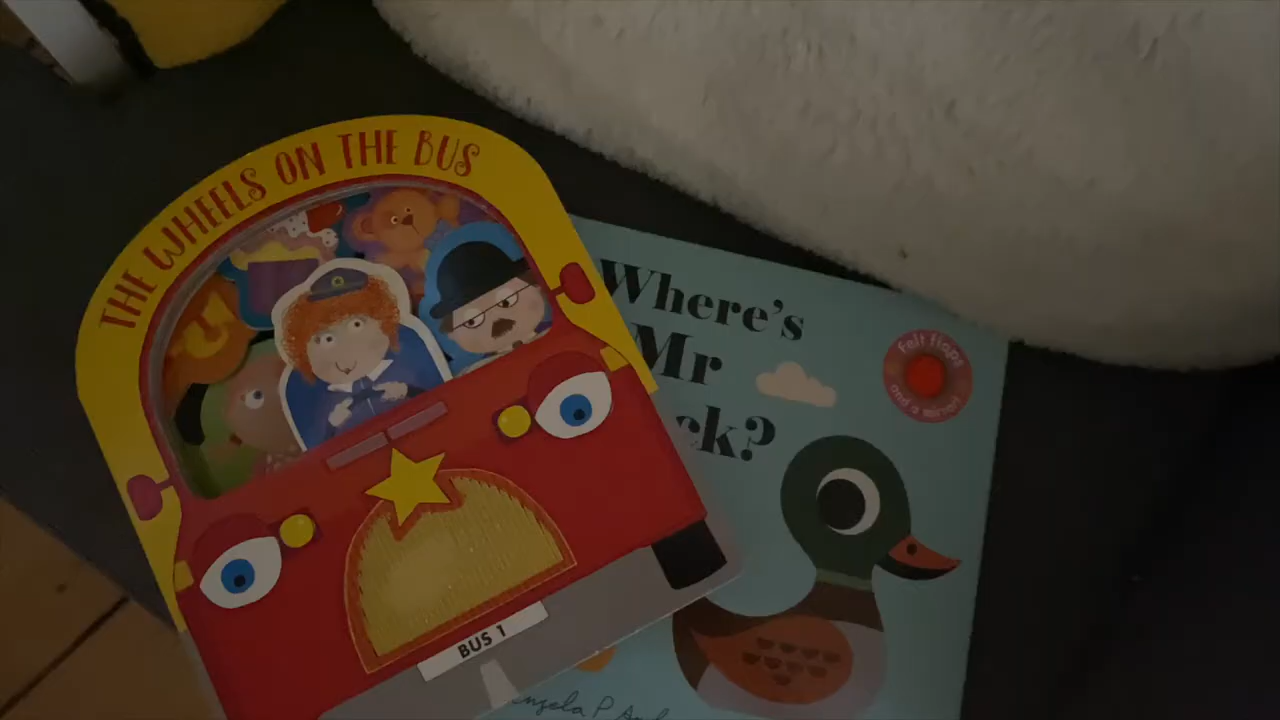 THE WHEELS ON THE BUS
BUS 1
Where's
Mr
ck?
Felt flaps
and a mirror!